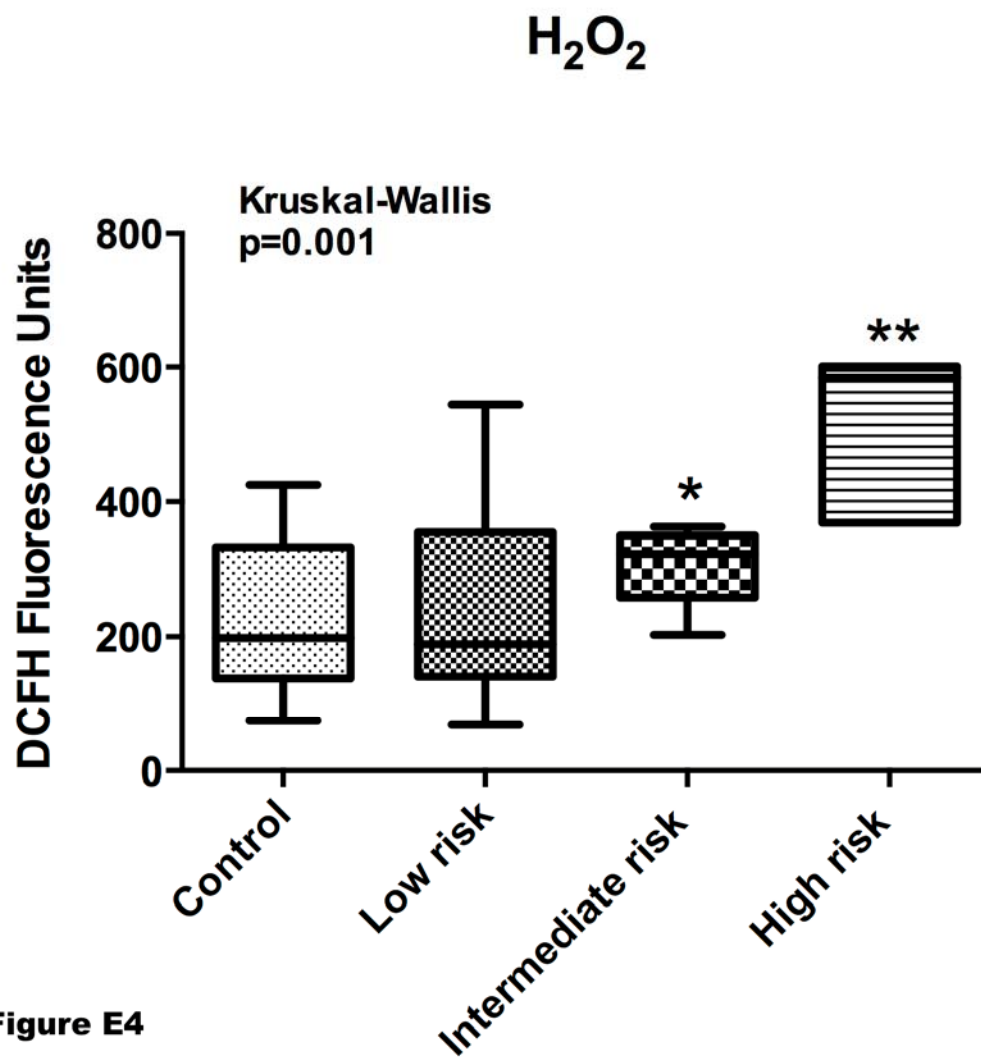 H₂O₂
Kruskal-Wallis
p=0.001
DCFH Fluorescence Units
800
600
400
200
0
*
**
Control
Low risk
Intermediate risk
High risk
Figure E4